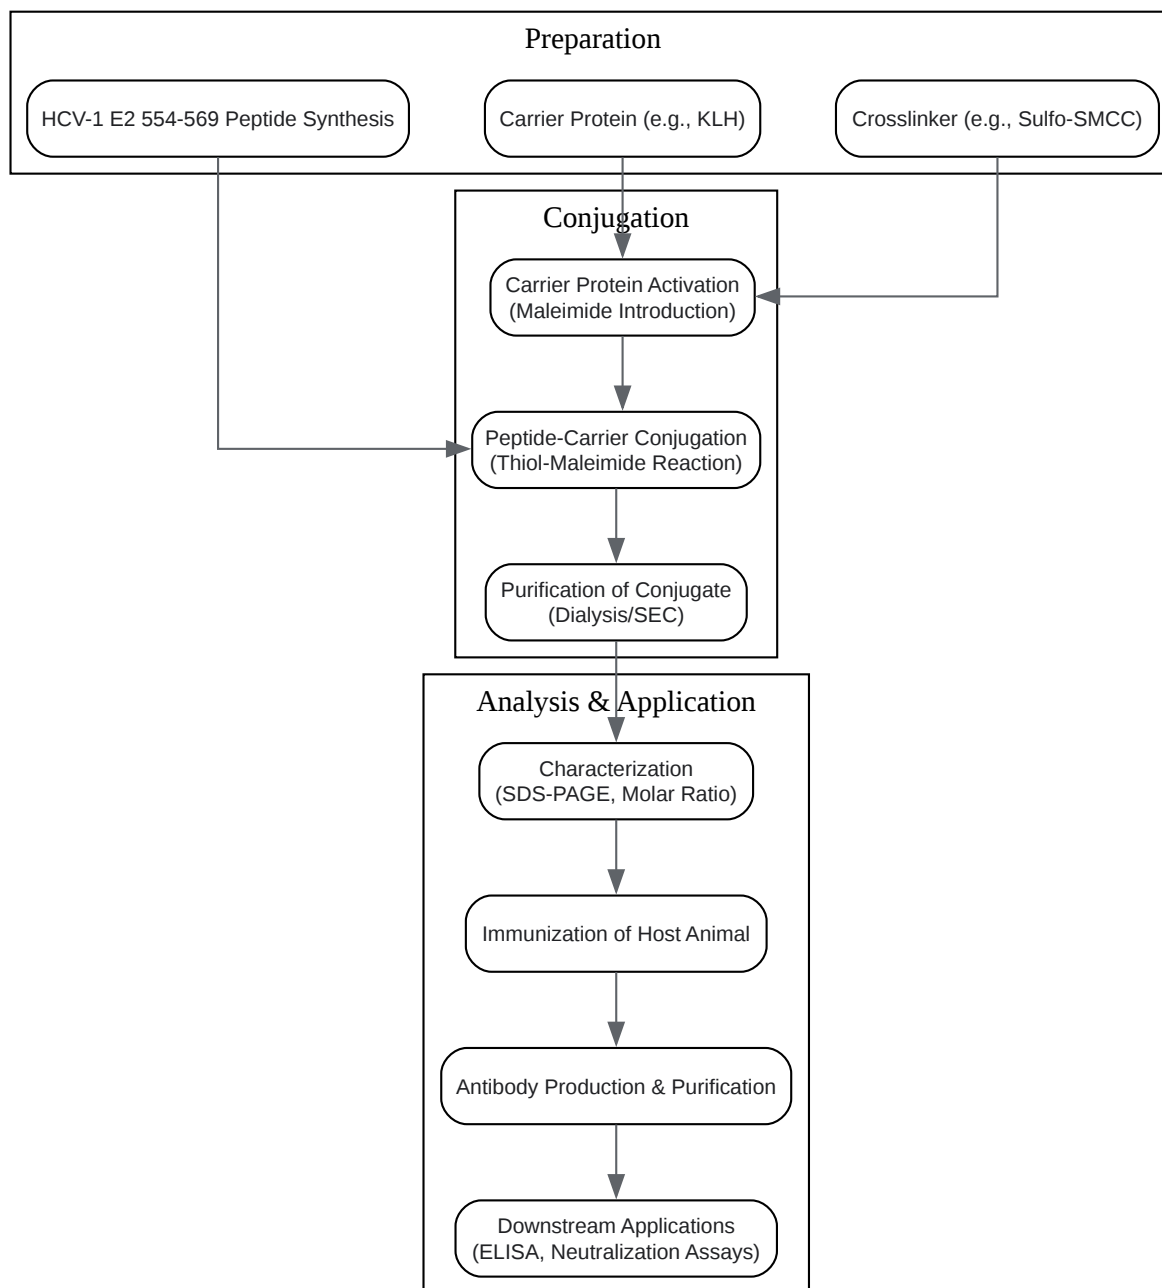 Preparation
HCV-1 E2 554-569 Peptide Synthesis
Carrier Protein (e.g., KLH)
Crosslinker (e.g., Sulfo-SMCC)
Conjugation
Carrier Protein Activation
(Maleimide Introduction)
Peptide-Carrier Conjugation
(Thiol-Maleimide Reaction)
Purification of Conjugate
(Dialysis/SEC)
Analysis & Application
Characterization
(SDS-PAGE, Molar Ratio)
Immunization of Host Animal
Antibody Production & Purification
Downstream Applications
(ELISA, Neutralization Assays)